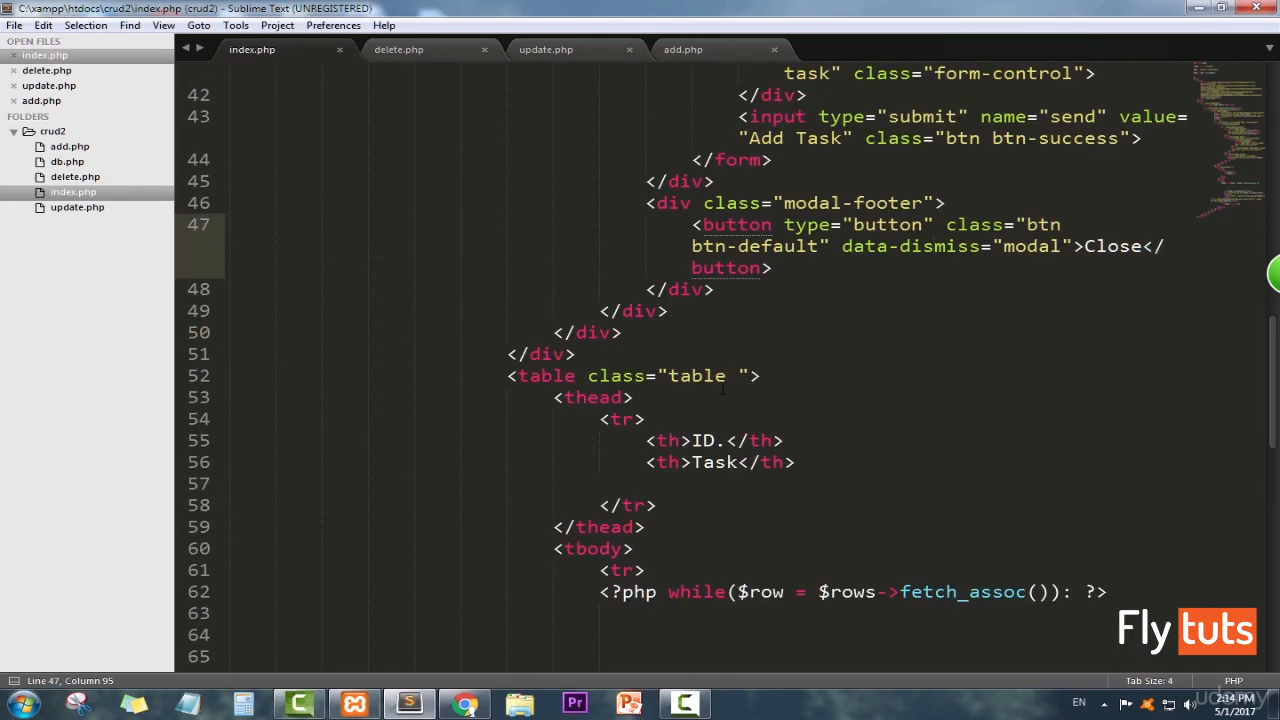 C:\xampp\htdocs\crud2\index.php (crud2) - Sublime Text (UNREGISTERED)
File Edit Selection Find View Goto Tools Project Preferences Help
OPEN FILES
index.php
delete.php
update.php
add.php
FOLDERS
crud2
add.php
db.php
delete.php
index.php
update.php
index.php delete.php update.php add.php
task" class="form-control">
42 </div>
43 <input type="submit" name="send" value=
"Add Task" class="btn btn-success">
44 </form>
45 </div>
46 <div class="modal-footer">
47 <button type="button" class="btn
btn-default" data-dismiss="modal">Close</
button>
48 </div>
49 </div>
50 </div>
51 </div>
52 <table class="table ">
53 <thead>
54 <tr>
55 <th>ID.</th>
56 <th>Task</th>
57
58 </tr>
59 </thead>
60 <tbody>
61 <tr>
62 <?php while($row = $rows->fetch_assoc()): ?>
63
64
65
Fly tuts
Line 47, Column 95 Tab Size: 4 PHP
EN 2:14 PM
5/1/2017
udemy